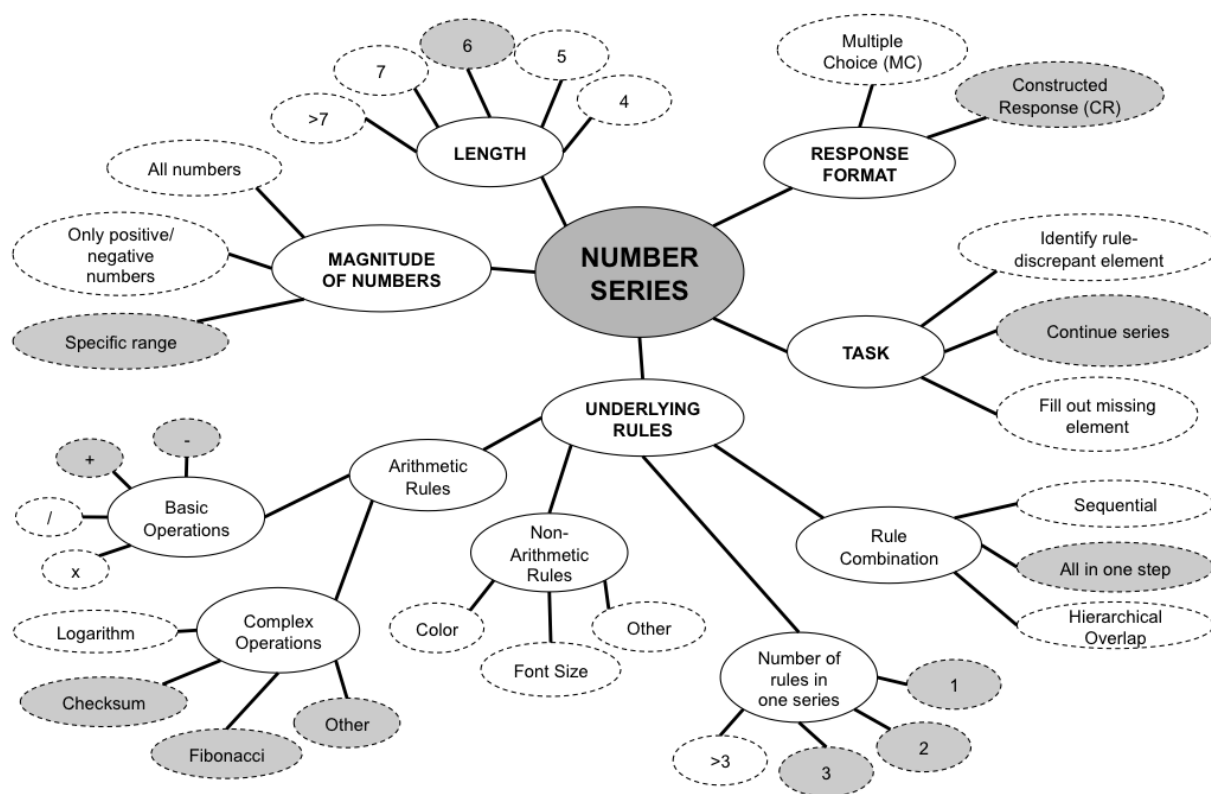 6
7
5
>7
4
LENGTH
Multiple
Choice (MC)
Constructed
Response (CR)
RESPONSE
FORMAT
All numbers
Only positive/
negative
numbers
Specific range
MAGNITUDE
OF NUMBERS
NUMBER
SERIES
Identify rule-
discrepant element
Continue series
TASK
Fill out missing
element
UNDERLYING
RULES
Arithmetic
Rules
-
+
/
x
Basic
Operations
Non-
Arithmetic
Rules
Color
Font Size
Other
Rule
Combination
Sequential
All in one step
Hierarchical
Overlap
Complex
Operations
Logarithm
Checksum
Fibonacci
Other
Number of
rules in
one series
1
2
3
>3